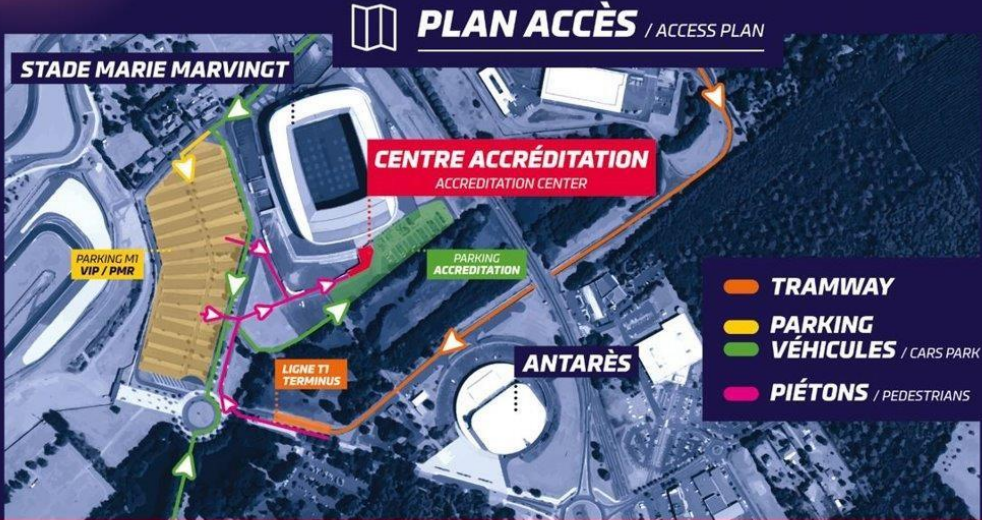 PLAN ACCÈS / ACCESS PLAN
STADE MARIE MARVINGT
CENTRE ACCRÉDITATION
ACCREDITATION CENTER
PARKING M1
VIP / PMR
PARKING
ACCREDITATION
TRAMWAY
PARKING
VÉHICULES / CARS PARK
PIÉTONS / PEDESTRIANS
ANTARÈS
LIGNE T1
TERMINUS